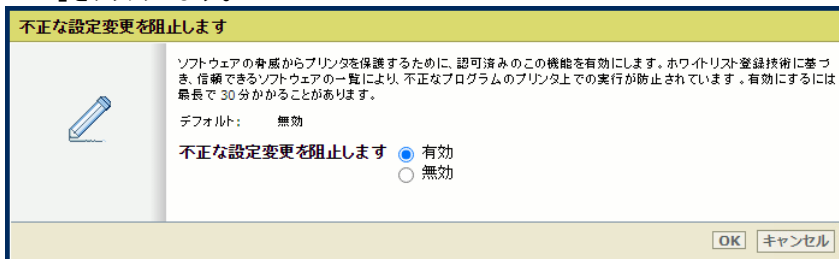 不正な設定変更を阻止します
ソフトウェアの脅威からプリンタを保護するために、認可済みのこの機能を有効にします。ホワイトリスト登録技術に基づ
き、信頼できるソフトウェアの一覧により、不正なプログラムのプリンタ上での実行が防止されています。有効にするには
最長で 30 分かかることがあります。
デフォルト: 無効
不正な設定変更を阻止します 有効
無効
OK キャンセル